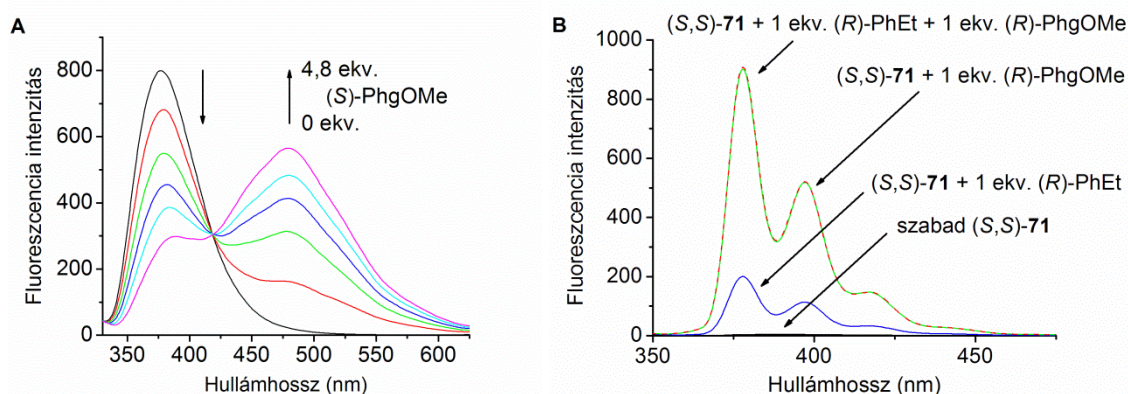 A
Fluoreszcencia intenzitás
800
600
400
200
0
4,8 ekv.
(S)-PhgOMe
0 ekv.
350 400 450 500 550 600
Hullámhossz (nm)
B
Fluoreszcencia intenzitás
1000
800
600
400
200
0
(S,S)-71 + 1 ekv. (R)-PhEt + 1 ekv. (R)-PhgOMe
(S,S)-71 + 1 ekv. (R)-PhgOMe
(S,S)-71 + 1 ekv. (R)-PhEt
szabad (S,S)-71
350 400 450
Hullámhossz (nm)